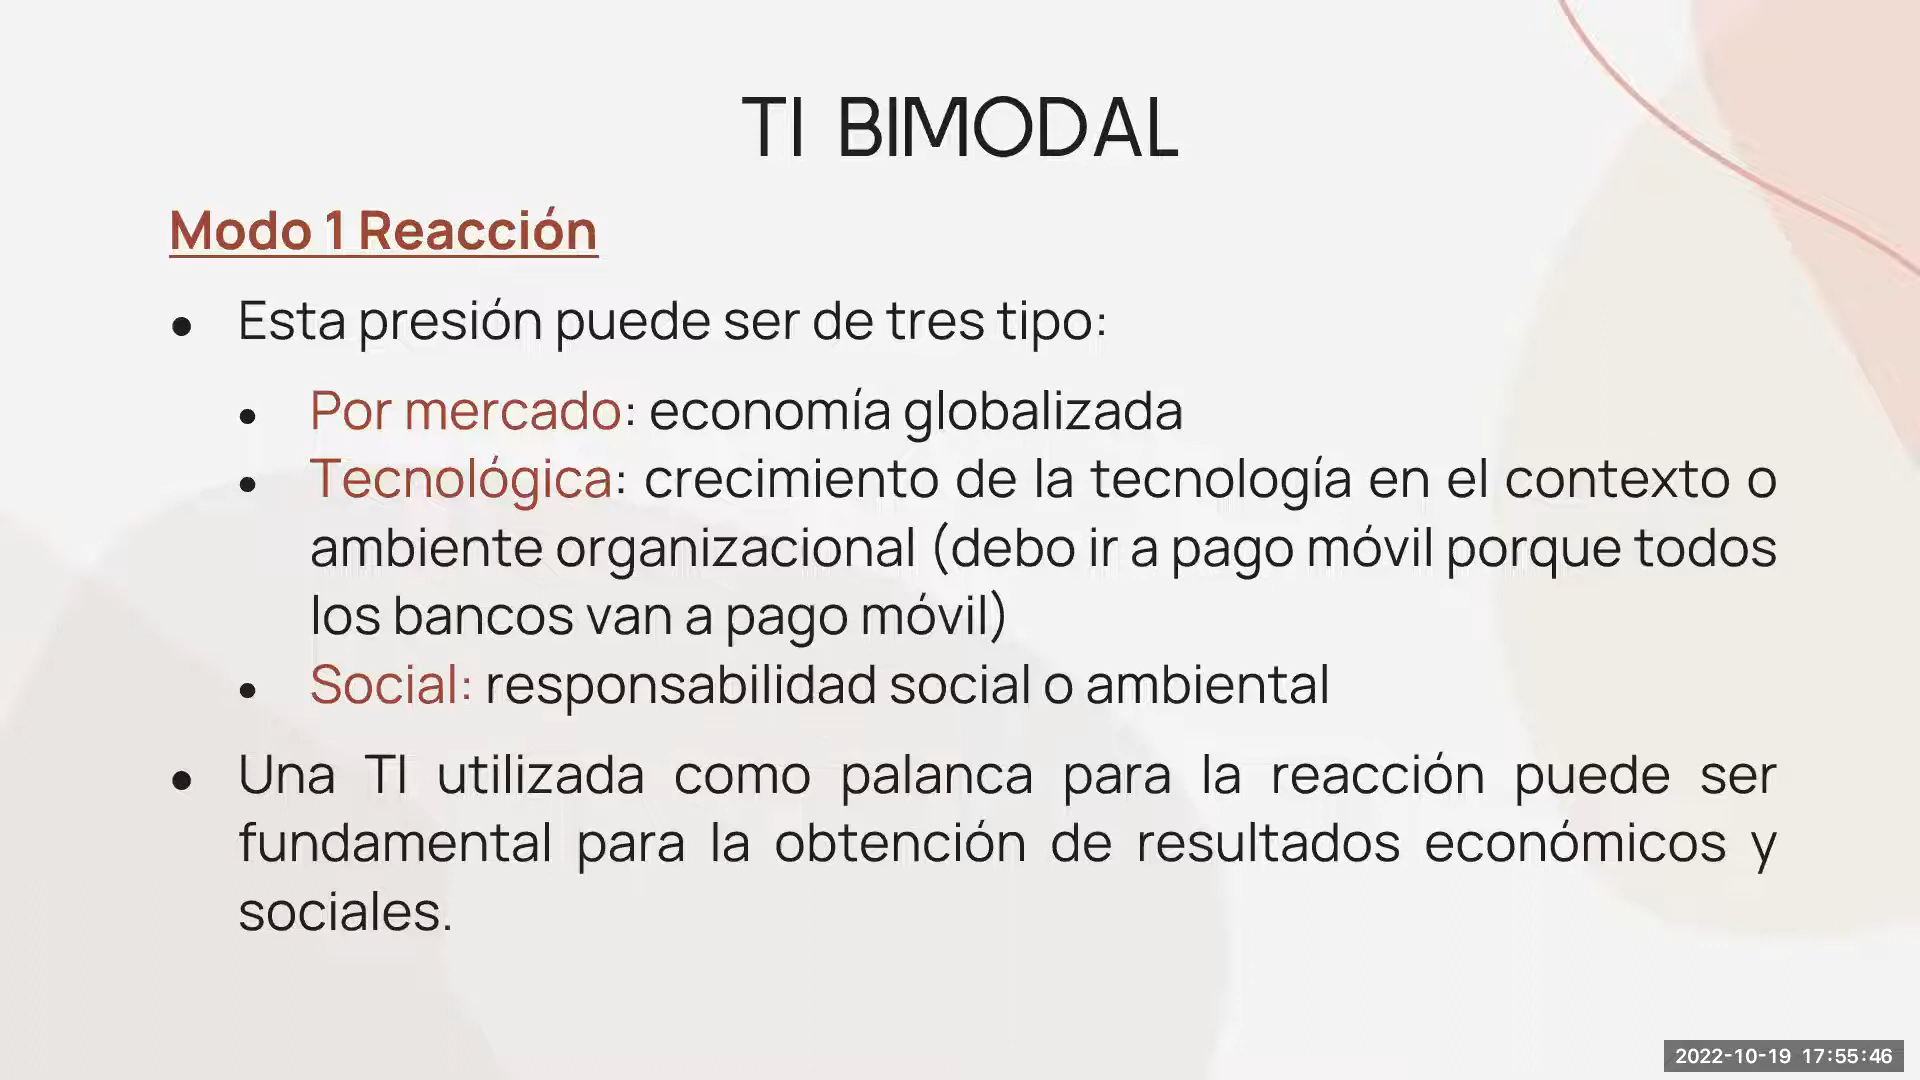 TI BIMODAL
Modo 1 Reacción
• Esta presión puede ser de tres tipo:
• Por mercado: economía globalizada
• Tecnológica: crecimiento de la tecnología en el contexto o
ambiente organizacional (debo ir a pago móvil porque todos
los bancos van a pago móvil)
• Social: responsabilidad social o ambiental
• Una TI utilizada como palanca para la reacción puede ser
fundamental para la obtención de resultados económicos y
sociales.
2022-10-19 17:55:46